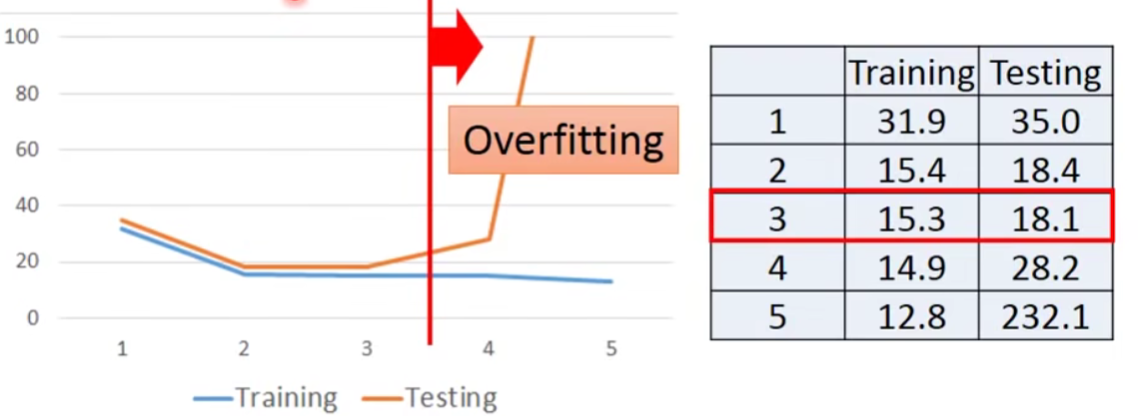 100
80
60
40
20
0
1 2 3 4 5
Training Testing
Overfitting
Training Testing
1 31.9 35.0
2 15.4 18.4
3 15.3 18.1
4 14.9 28.2
5 12.8 232.1